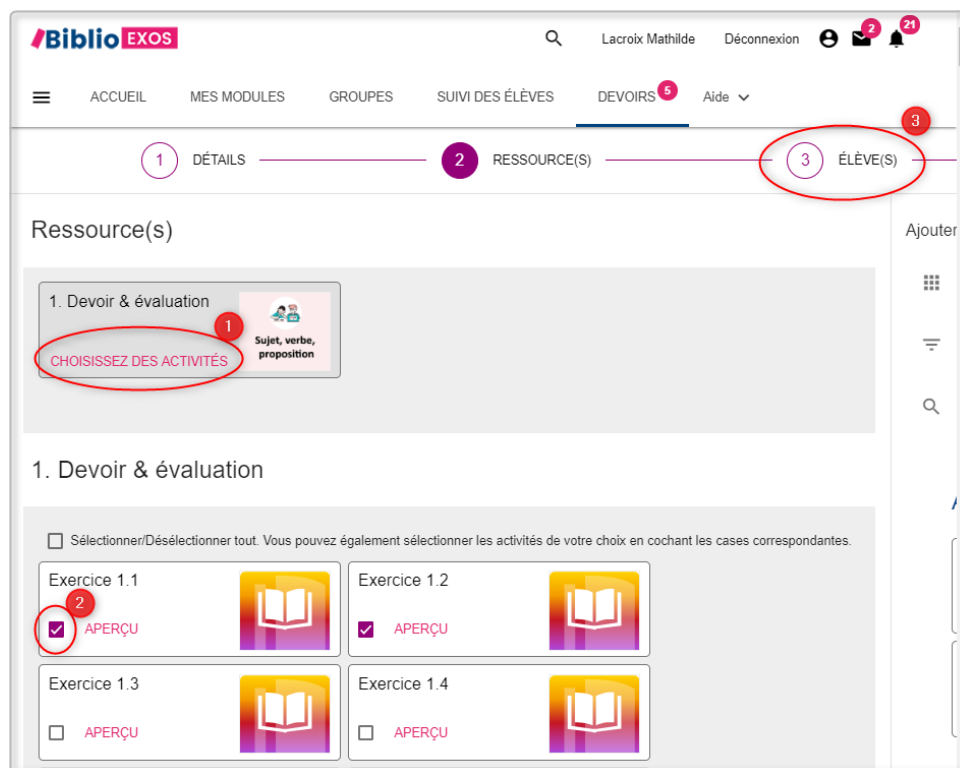 /Biblio EXOS
Lacroix Mathilde
Déconnexion
2
21
ACCUEIL
MES MODULES
GROUPES
SUIVI DES ÉLÈVES
DEVOIRS 5
Aide
3
1 DÉTAILS
2 RESSOURCE(S)
3 ÉLÈVE(S)
Ressource(s)
Ajouter
1. Devoir & évaluation
1
Sujet, verbe,
proposition
CHOISISSEZ DES ACTIVITÉS
1. Devoir & évaluation
Sélectionner/Désélectionner tout. Vous pouvez également sélectionner les activités de votre choix en cochant les cases correspondantes.
Exercice 1.1
2
APERÇU
Exercice 1.2
APERÇU
Exercice 1.3
APERÇU
Exercice 1.4
APERÇU